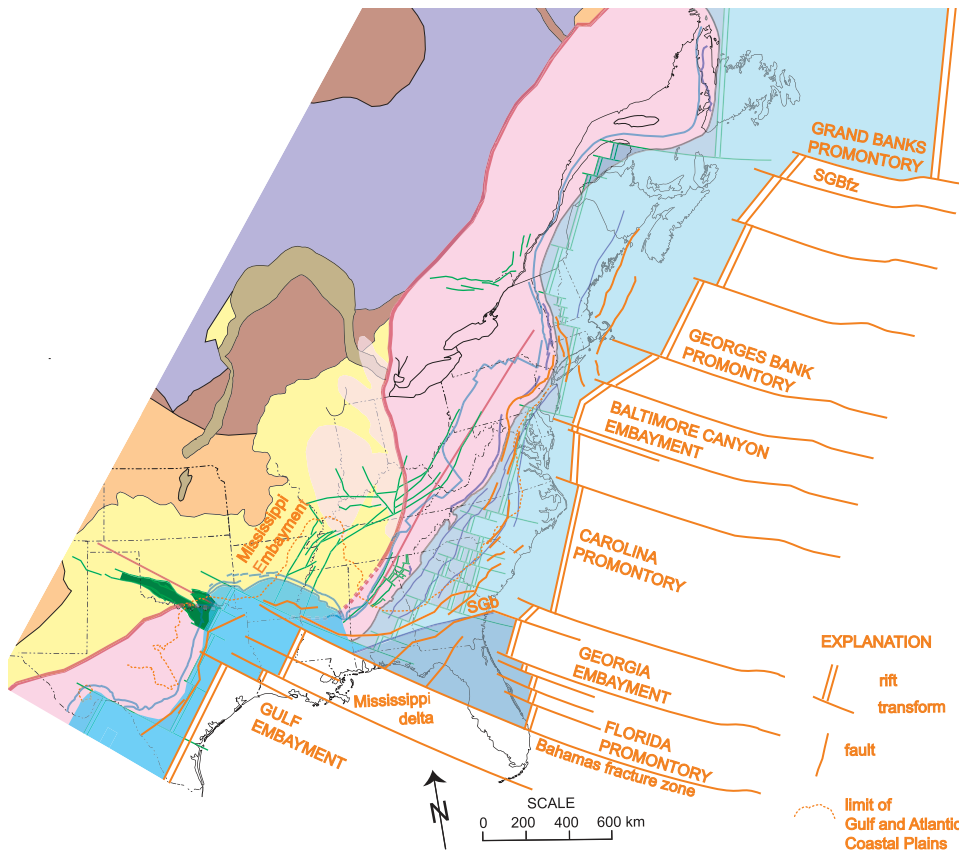 GRAND BANKS
PROMONTORY
SGBfz
GEORGES BANK
PROMONTORY
BALTIMORE CANYON
EMBAYMENT
Mississippi
Embayment
CAROLINA
PROMONTORY
SGb
GEORGIA
EMBAYMENT
Mississippi
delta
GULF
EMBAYMENT
FLORIDA
PROMONTORY
Bahamas fracture zone
EXPLANATION
rift
transform
fault
limit of
Gulf and Atlantic
Coastal Plains
N
SCALE
0 200 400 600 km